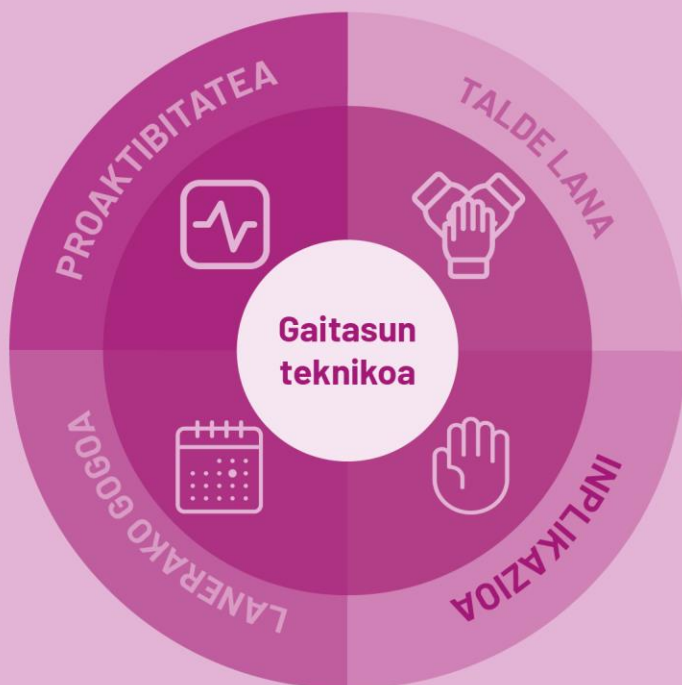 PROAKTIBITATEA
TALDE LANA
Gaitasun
teknikoa
LANERAKO GOGOA
INPLIKAZIOA